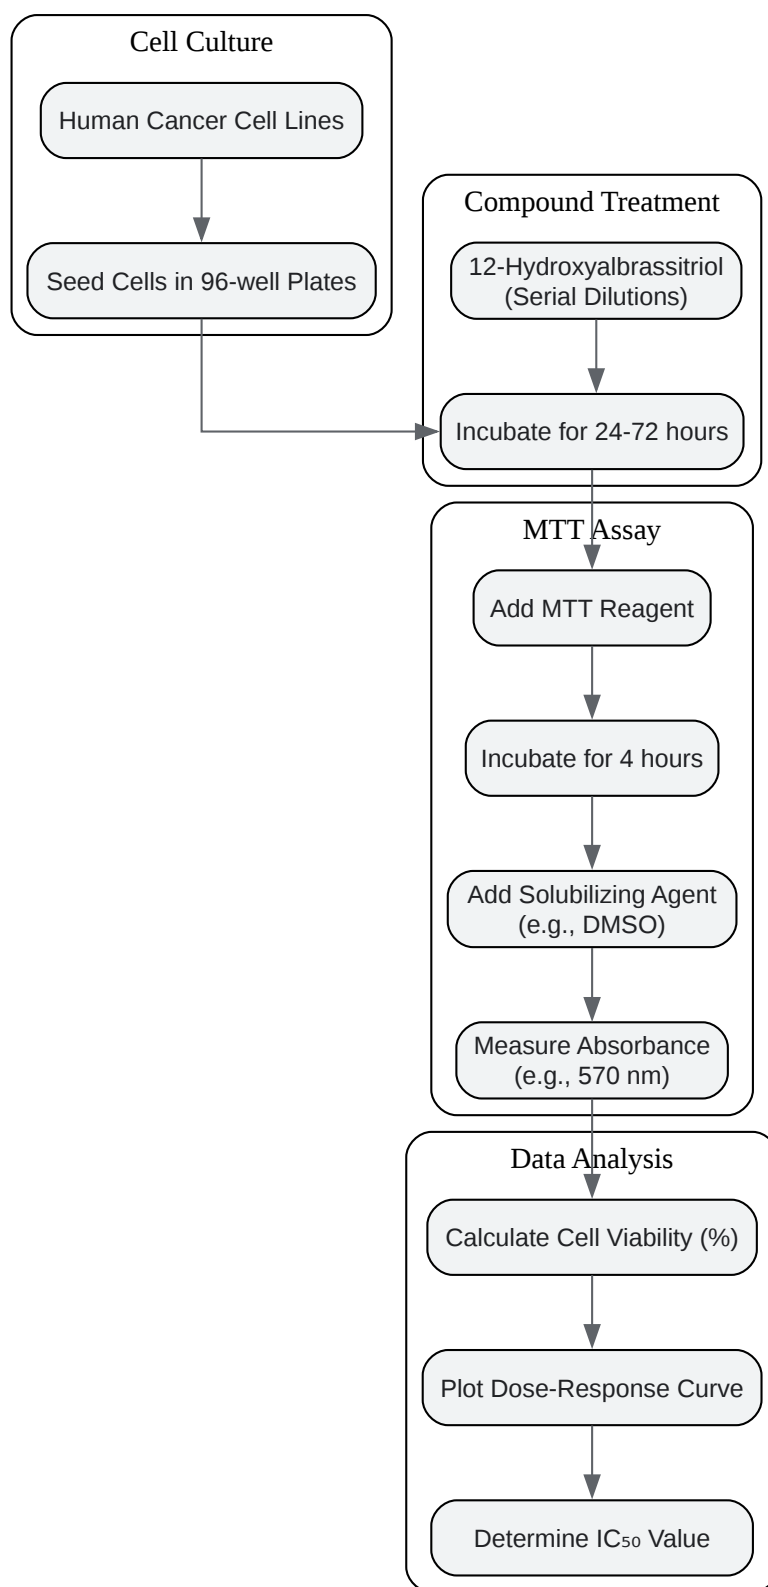 Cell Culture
Human Cancer Cell Lines
Seed Cells in 96-well Plates
Compound Treatment
12-Hydroxyalbrassitriol
(Serial Dilutions)
Incubate for 24-72 hours
MTT Assay
Add MTT Reagent
Incubate for 4 hours
Add Solubilizing Agent
(e.g., DMSO)
Measure Absorbance
(e.g., 570 nm)
Data Analysis
Calculate Cell Viability (%)
Plot Dose-Response Curve
Determine IC₅₀ Value